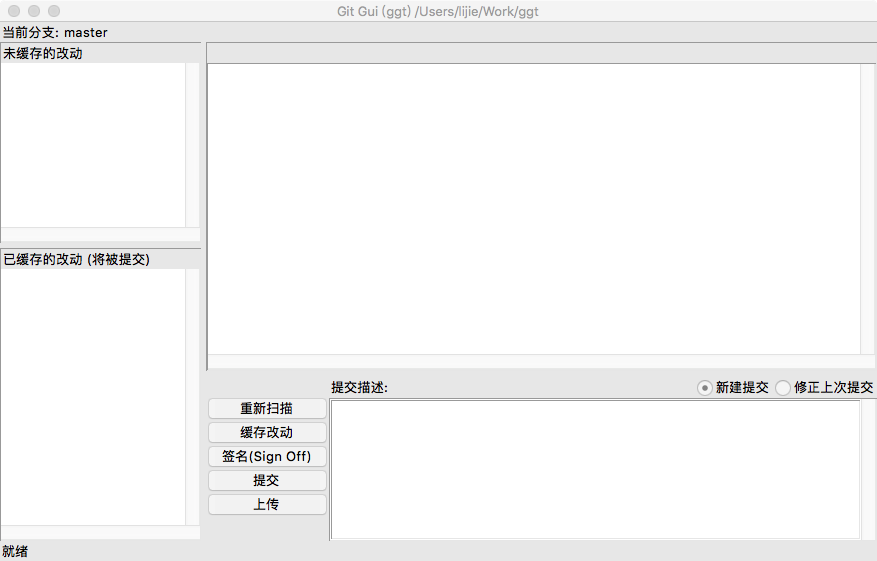 Git Gui (ggt) /Users/lijie/Work/ggt
当前分支: master
未缓存的改动
已缓存的改动 (将被提交)
提交描述:
新建提交 修正上次提交
重新扫描
缓存改动
签名(Sign Off)
提交
上传
就绪